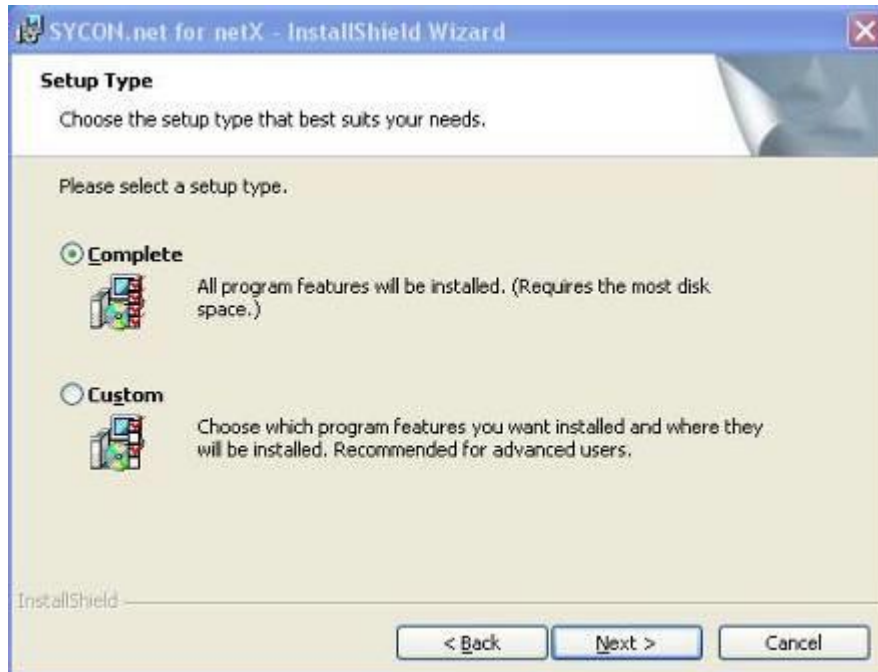 SYCON.net for netX - InstallShield Wizard
Setup Type
Choose the setup type that best suits your needs.
Please select a setup type.
Complete
All program features will be installed. (Requires the most disk
space.)
Custom
Choose which program features you want installed and where they
will be installed. Recommended for advanced users.
InstallShield
< Back
Next >
Cancel